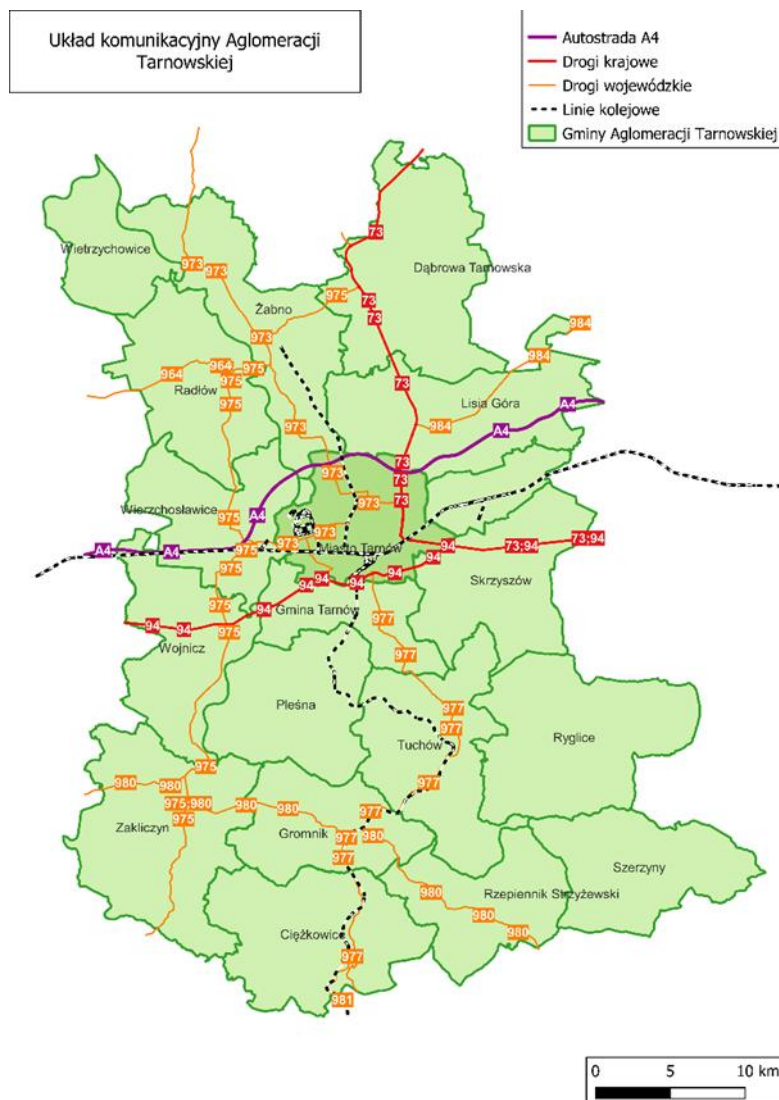 Układ komunikacyjny Aglomeracji
Tarnowskiej
Autostrada A4
Drogi krajowe
Drogi wojewódzkie
Linie kolejowe
Gminy Aglomeracji Tarnowskiej
73
Wietrzychowice
973
973
Dąbrowa Tarnowska
975
73
Żabno
73
973
984
984
964
964
975
975
Radłów
73
975
Lisia Góra
A4
973
984
A4
73
973
73
973
73
Wierzchosławice
975
A4
973
A4
A4
975
973
Miasto Tarnów
94
73;94
73;94
94
975
94
94
94
Skrzyszów
975
94
Gmina Tarnów
977
94
94
975
Wojnicz
977
Pleśna
977
977
Tuchów
Ryglice
975
980
980
977
975;980
980
980
977
975
Zakliczyn
Gromnik
977
980
977
Szerzyny
980
Rzepiennik Strzyżewski
980
Ciężkowice
980
977
981
0 5 10 km